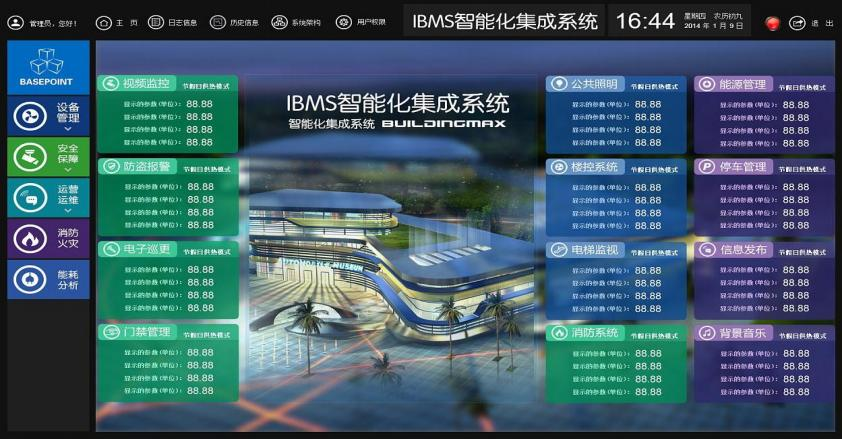 管理员，您好！
主 页
日志信息
历史信息
系统架构
用户权限
IBMS智能化集成系统
16:44
星期四 农历初九
2014 年 1 月 9 日
退 出
BASEPOINT
设备
管理
安全
保障
运营
运维
消防
火灾
能耗
分析
视频监控 节假日供热模式
显示的参数 (单位)： 88.88
显示的参数 (单位)： 88.88
显示的参数 (单位)： 88.88
显示的参数 (单位)： 88.88
防盗报警 节假日供热模式
显示的参数 (单位)： 88.88
显示的参数 (单位)： 88.88
显示的参数 (单位)： 88.88
显示的参数 (单位)： 88.88
电子巡更 节假日供热模式
显示的参数 (单位)： 88.88
显示的参数 (单位)： 88.88
显示的参数 (单位)： 88.88
显示的参数 (单位)： 88.88
门禁管理 节假日供热模式
显示的参数 (单位)： 88.88
显示的参数 (单位)： 88.88
显示的参数 (单位)： 88.88
显示的参数 (单位)： 88.88
IBMS智能化集成系统
智能化集成系统 BUILDINGMAX
AUTOMOBILE MUSEUM
公共照明 节假日供热模式
显示的参数 (单位)： 88.88
显示的参数 (单位)： 88.88
显示的参数 (单位)： 88.88
显示的参数 (单位)： 88.88
楼控系统 节假日供热模式
显示的参数 (单位)： 88.88
显示的参数 (单位)： 88.88
显示的参数 (单位)： 88.88
显示的参数 (单位)： 88.88
电梯监视 节假日供热模式
显示的参数 (单位)： 88.88
显示的参数 (单位)： 88.88
显示的参数 (单位)： 88.88
显示的参数 (单位)： 88.88
消防系统 节假日供热模式
显示的参数 (单位)： 88.88
显示的参数 (单位)： 88.88
显示的参数 (单位)： 88.88
显示的参数 (单位)： 88.88
能源管理 节假日供热模式
显示的参数 (单位)： 88.88
显示的参数 (单位)： 88.88
显示的参数 (单位)： 88.88
显示的参数 (单位)： 88.88
P 停车管理 节假日供热模式
显示的参数 (单位)： 88.88
显示的参数 (单位)： 88.88
显示的参数 (单位)： 88.88
显示的参数 (单位)： 88.88
信息发布 节假日供热模式
显示的参数 (单位)： 88.88
显示的参数 (单位)： 88.88
显示的参数 (单位)： 88.88
显示的参数 (单位)： 88.88
背景音乐 节假日供热模式
显示的参数 (单位)： 88.88
显示的参数 (单位)： 88.88
显示的参数 (单位)： 88.88
显示的参数 (单位)： 88.88